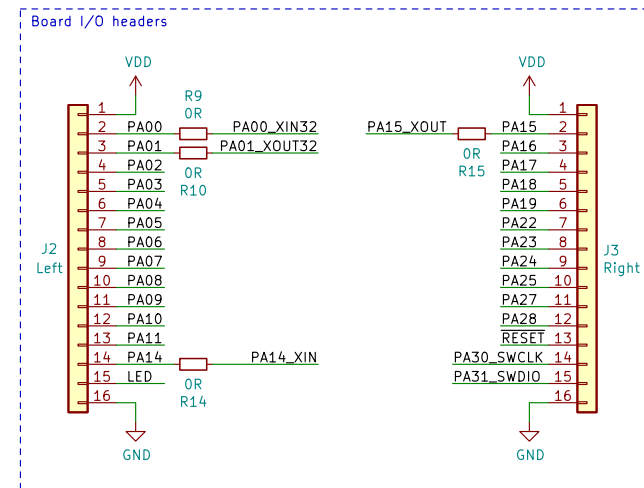 Board I/O headers
VDD
1
R9
0R
2 PA00 PA00_XIN32
3 PA01 PA01_XOUT32
0R
R10
4 PA02
5 PA03
6 PA04
7 PA05
J2
Left
8 PA06
9 PA07
10 PA08
11 PA09
12 PA10
13 PA11
14 PA14 PA14_XIN
0R
R14
15 LED
16
GND
VDD
1
PA15_XOUT PA15 2
0R
R15
PA16 3
PA17 4
PA18 5
PA19 6
PA22 7
PA23 8
J3
Right
PA24 9
PA25 10
PA27 11
PA28 12
RESET 13
PA30_SWCLK 14
PA31_SWDIO 15
16
GND